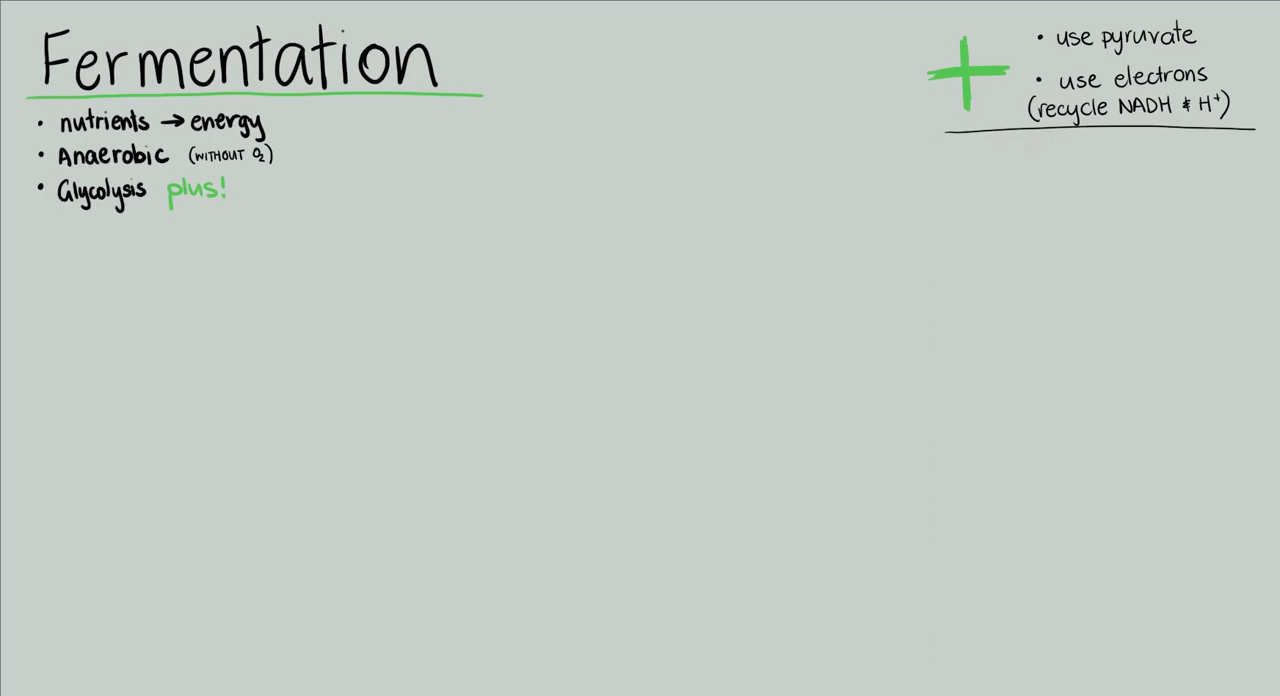 Fermentation
• nutrients → energy
• Anaerobic (WITHOUT O₂)
• Glycolysis plus!
+
• use pyruvate
• use electrons
(recycle NADH & H⁺)